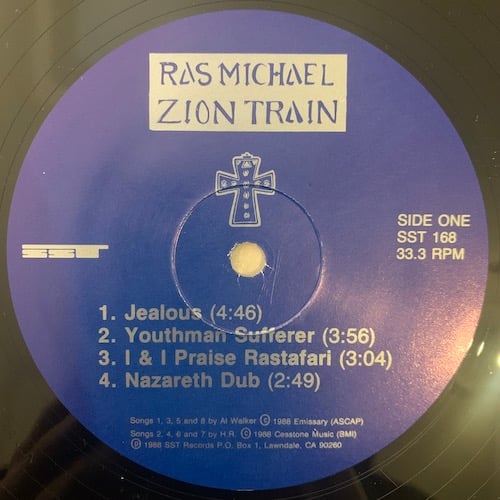 RAS MICHAEL
ZION TRAIN
SIDE ONE
SST 168
33.3 RPM
SST
1. Jealous (4:46)
2. Youthman Sufferer (3:56)
3. I & I Praise Rastafari (3:04)
4. Nazareth Dub (2:49)
Songs 1, 3, 5 and 8 by Al Walker ⓒ 1988 Emissary (ASCAP)
Songs 2, 4, 6 and 7 by H.R. ⓒ 1988 Cesstone Music (BMI)
ⓟ 1988 SST Records P.O. Box 1, Lawndale, CA 90260